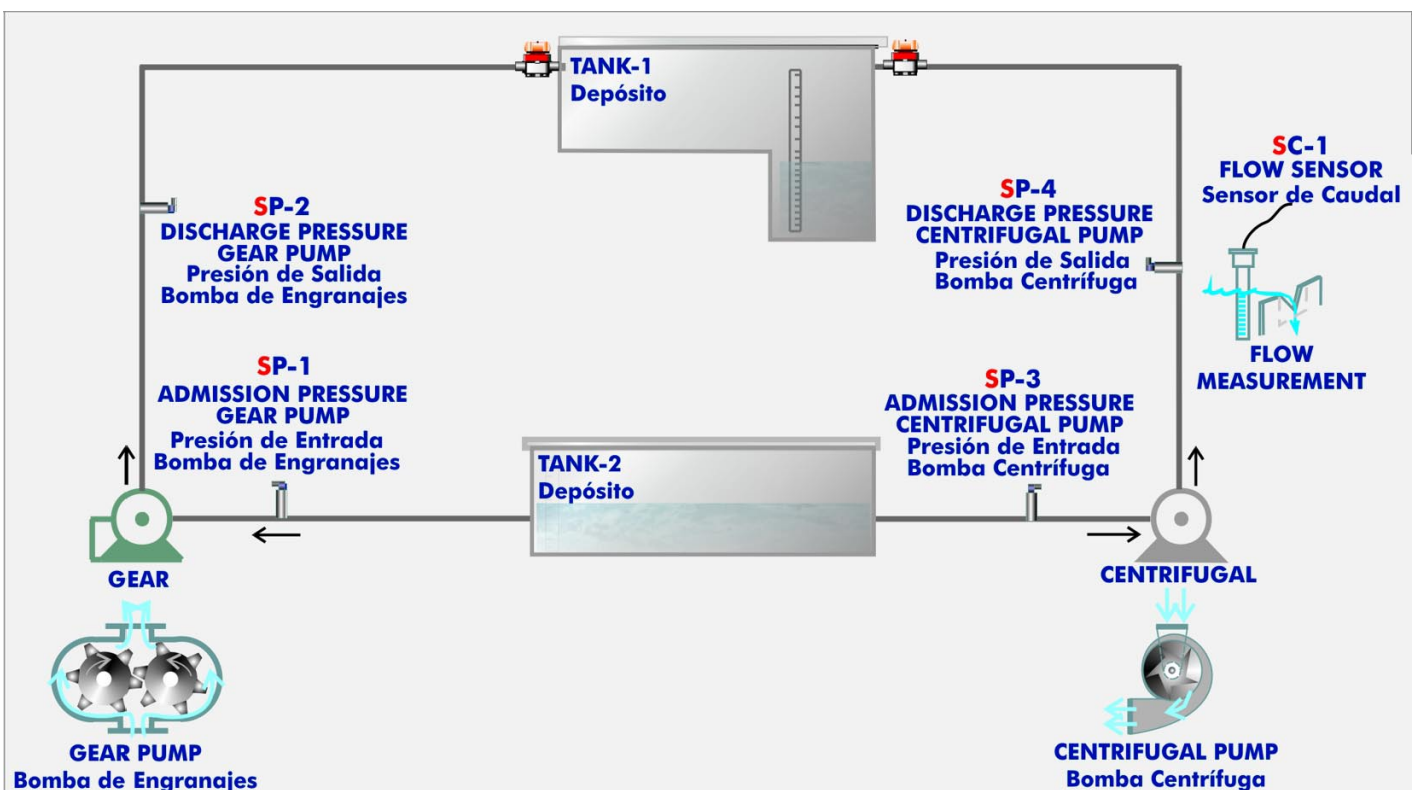 TANK-1
Depósito
SC-1
FLOW SENSOR
Sensor de Caudal
FLOW
MEASUREMENT
SP-2
DISCHARGE PRESSURE
GEAR PUMP
Presión de Salida
Bomba de Engranajes
SP-4
DISCHARGE PRESSURE
CENTRIFUGAL PUMP
Presión de Salida
Bomba Centrífuga
SP-1
ADMISSION PRESSURE
GEAR PUMP
Presión de Entrada
Bomba de Engranajes
SP-3
ADMISSION PRESSURE
CENTRIFUGAL PUMP
Presión de Entrada
Bomba Centrífuga
TANK-2
Depósito
GEAR
CENTRIFUGAL
GEAR PUMP
Bomba de Engranajes
CENTRIFUGAL PUMP
Bomba Centrífuga